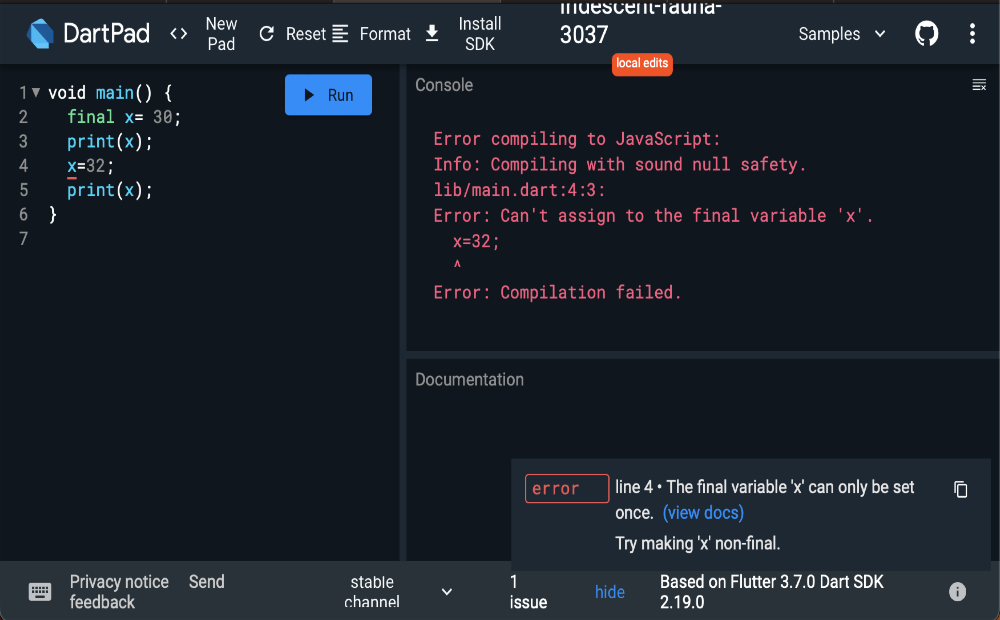 DartPad
<> New Pad
Reset
Format
Install SDK
iridescent-fauna-
3037
local edits
Samples
Run
1 void main() {
2 final x= 30;
3 print(x);
4 x=32;
5 print(x);
6 }
7
Console
Error compiling to JavaScript:
Info: Compiling with sound null safety.
lib/main.dart:4:3:
Error: Can't assign to the final variable 'x'.
x=32;
^
Error: Compilation failed.
Documentation
error
line 4 • The final variable 'x' can only be set
once. (view docs)
Try making 'x' non-final.
Privacy notice Send
feedback
stable
channel
1
issue
hide
Based on Flutter 3.7.0 Dart SDK
2.19.0